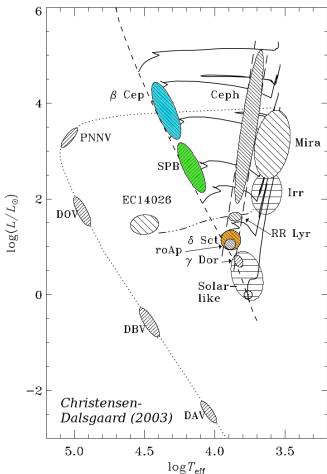 6
4
2
0
−2
log(L/L⊙)
β Cep
Ceph
PNNV
Mira
SPB
Irr
EC14026
DOV
RR Lyr
δ Sct
roAp
γ Dor
Solar-
like
DBV
DAV
Christensen-
Dalsgaard (2003)
5.0 4.5 4.0 3.5
log Teff